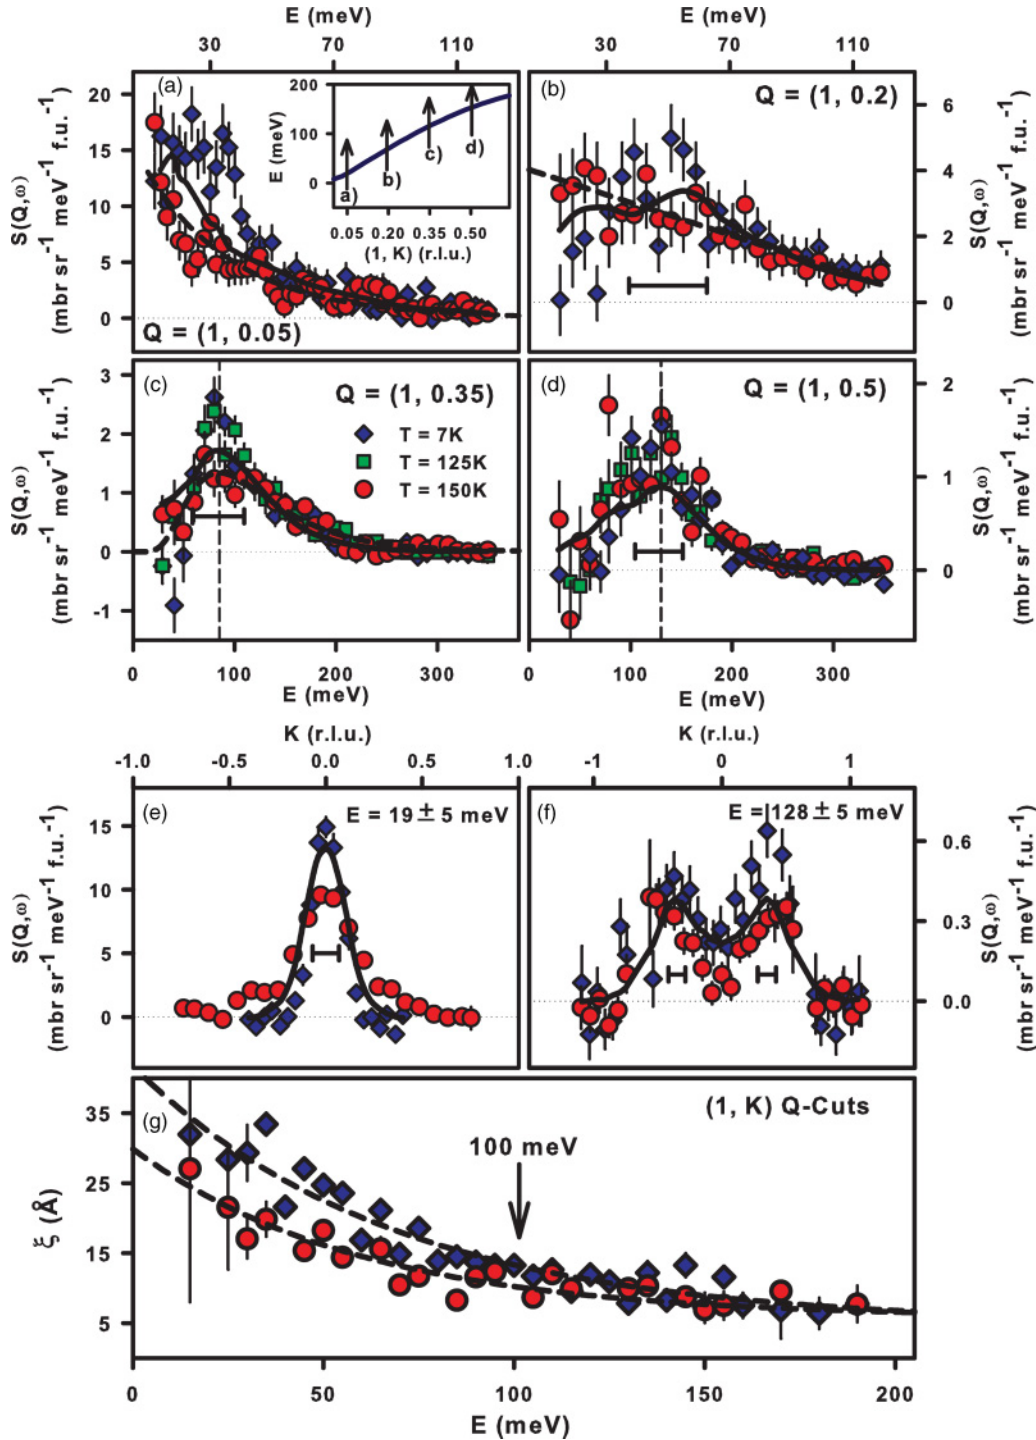 E (meV)
E (meV)
30 70 110
30 70 110
(a)
20
15
10
5
0
S(Q,ω)
(mbr sr⁻¹ meV⁻¹ f.u.⁻¹)
Q = (1, 0.05)
200
100
0
E (meV)
a)
b)
c)
d)
0.05 0.20 0.35 0.50
(1, K) (r.l.u.)
(b)
Q = (1, 0.2)
6
4
2
0
S(Q,ω)
(mbr sr⁻¹ meV⁻¹ f.u.⁻¹)
(c)
Q = (1, 0.35)
T = 7K
T = 125K
T = 150K
3
2
1
0
-1
S(Q,ω)
(mbr sr⁻¹ meV⁻¹ f.u.⁻¹)
0 100 200 300
E (meV)
(d)
Q = (1, 0.5)
2
1
0
S(Q,ω)
(mbr sr⁻¹ meV⁻¹ f.u.⁻¹)
0 100 200 300
E (meV)
K (r.l.u.)
-1.0 -0.5 0.0 0.5 1.0
K (r.l.u.)
-1 0 1
(e)
E = 19 ± 5 meV
15
10
5
0
S(Q,ω)
(mbr sr⁻¹ meV⁻¹ f.u.⁻¹)
(f)
E = 128 ± 5 meV
0.6
0.3
0.0
S(Q,ω)
(mbr sr⁻¹ meV⁻¹ f.u.⁻¹)
(g)
(1, K) Q-Cuts
100 meV
35
25
15
5
ξ (Å)
0 50 100 150 200
E (meV)